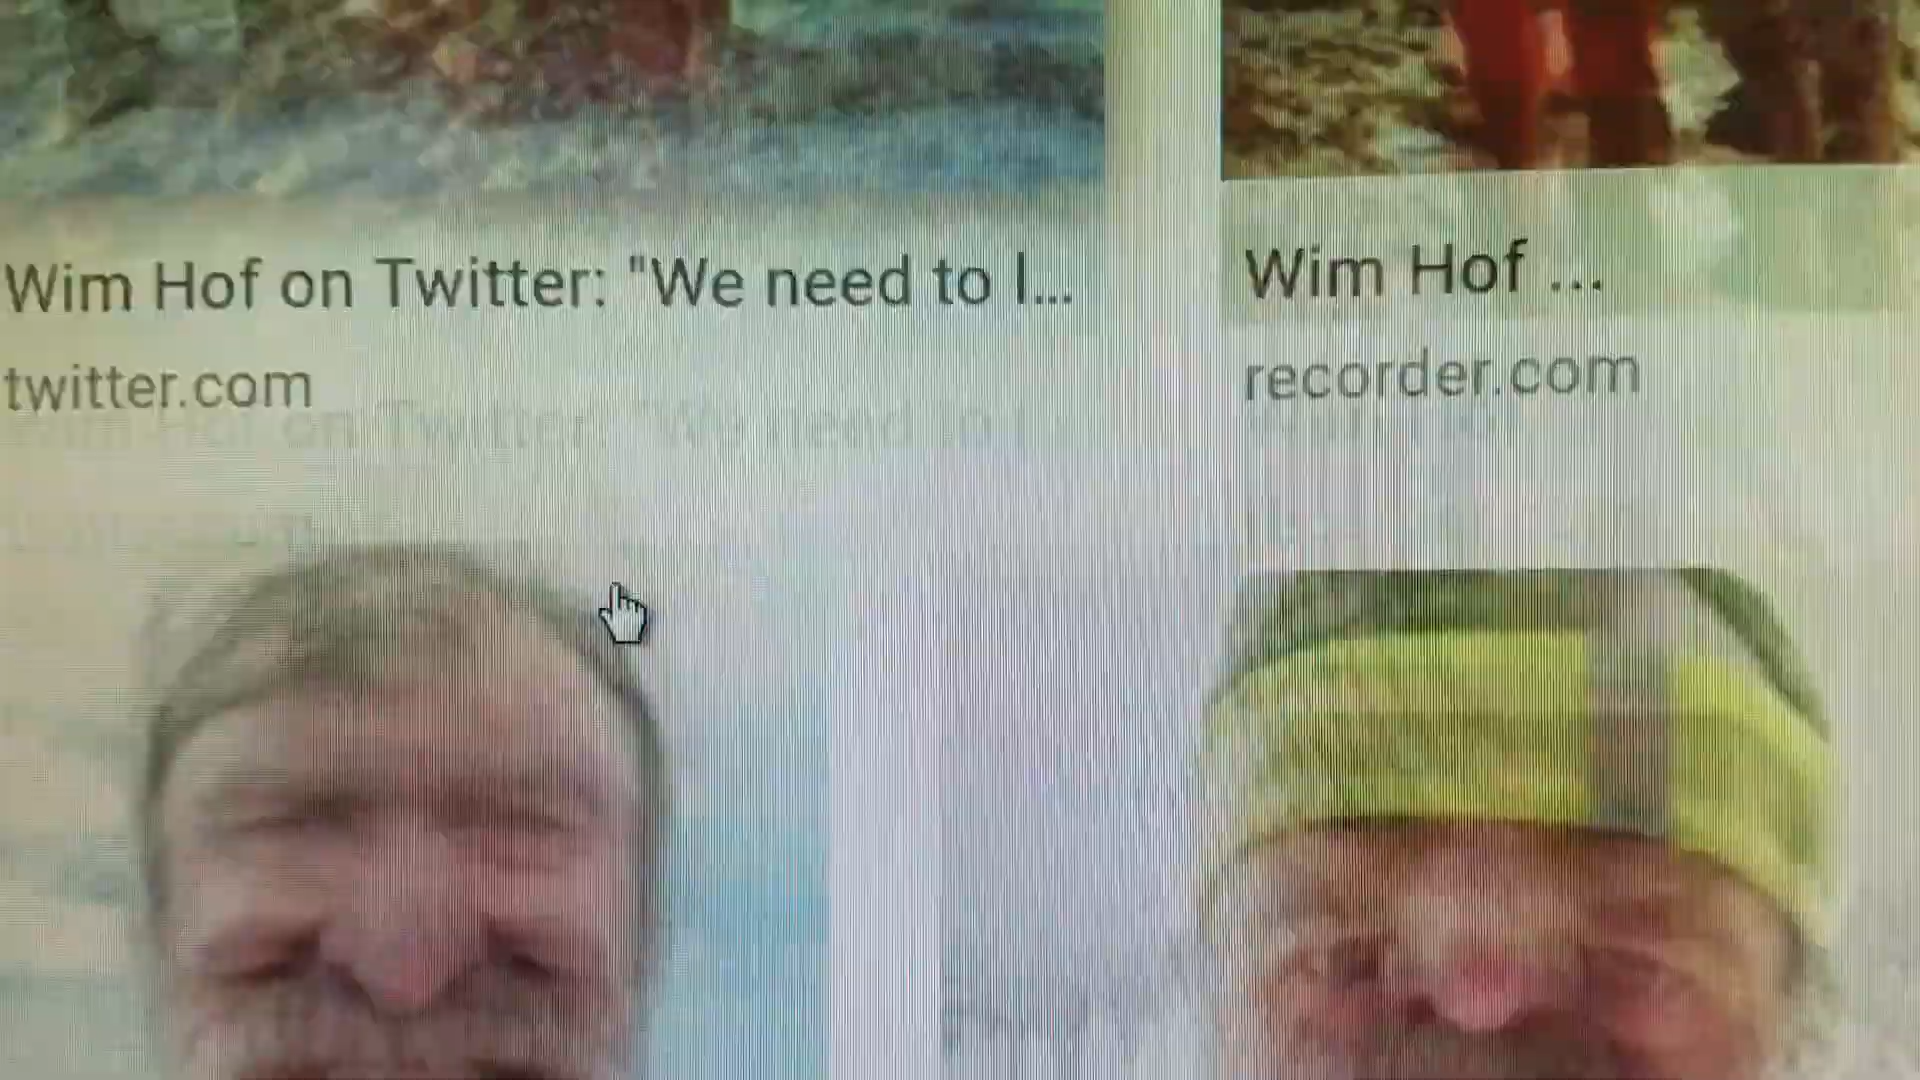 Wim Hof on Twitter: "We need to l...
twitter.com
Wim Hof ...
recorder.com